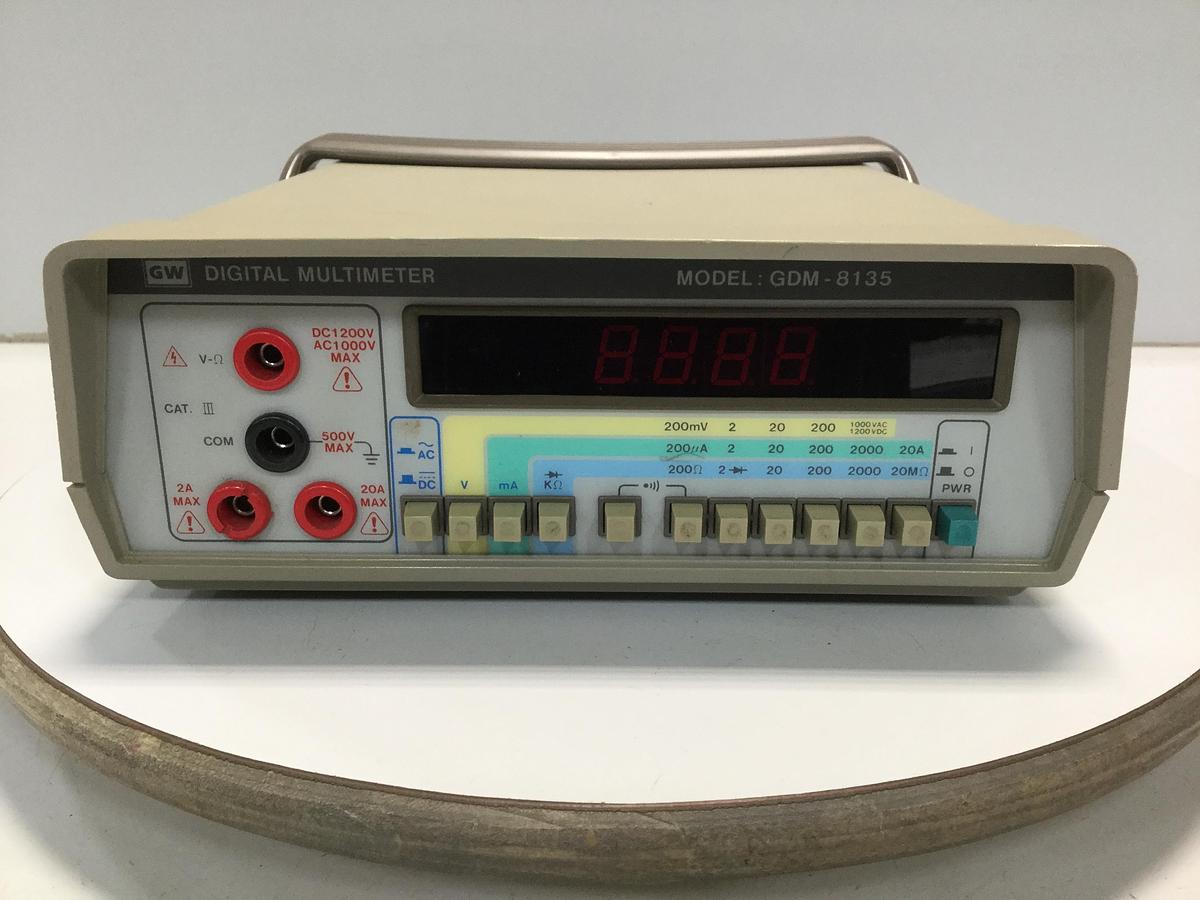 GW DIGITAL MULTIMETER MODEL: GDM-8135
V-Ω
DC1200V
AC1000V
MAX
CAT. III
COM
500V
MAX
2A
MAX
20A
MAX
8.8.8.8.
AC
DC
V
mA
KΩ
200mV 2 20 200 1000VAC
1200VDC
200μA 2 20 200 2000 20A
200Ω 2 20 200 2000 20MΩ
I
O
PWR